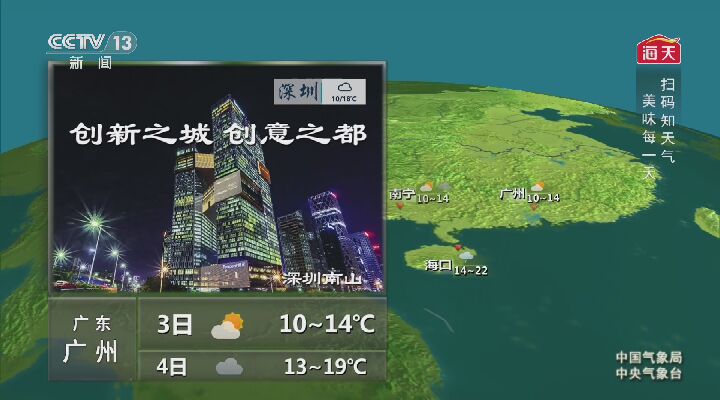 CCTV 13
新闻
海天
扫码知天气
美味每一天
深圳
10/18℃
创新之城 创意之都
深圳南山
南宁
10~14
广州
10~14
海口
14~22
广东
广州
3日
10~14℃
4日
13~19℃
中国气象局
中央气象台